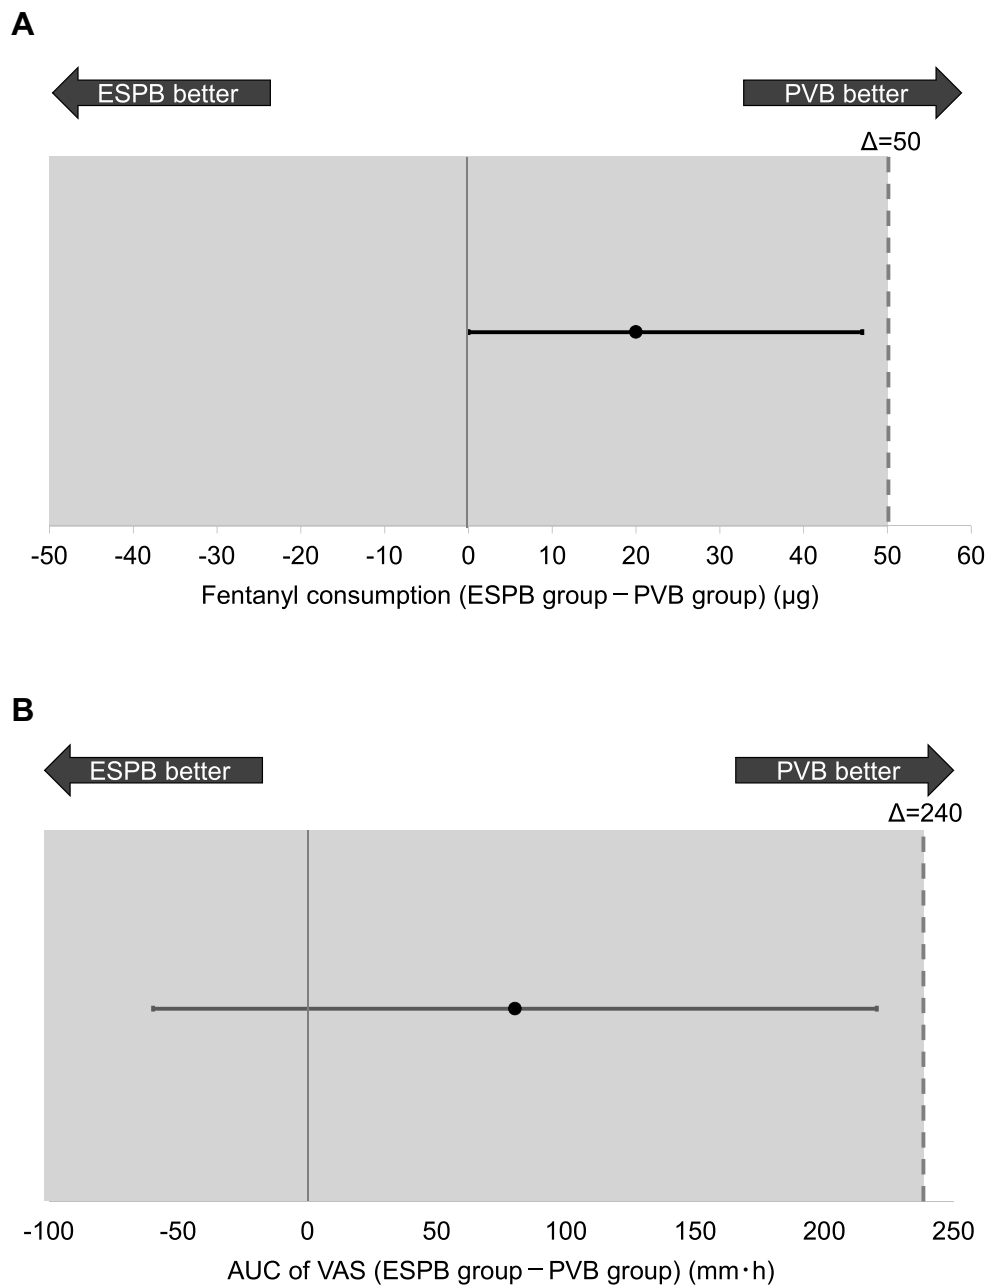 A
ESPB better PVB better
Δ=50
-50 -40 -30 -20 -10 0 10 20 30 40 50 60
Fentanyl consumption (ESPB group－PVB group) (μg)
B
ESPB better PVB better
Δ=240
-100 -50 0 50 100 150 200 250
AUC of VAS (ESPB group－PVB group) (mm･h)